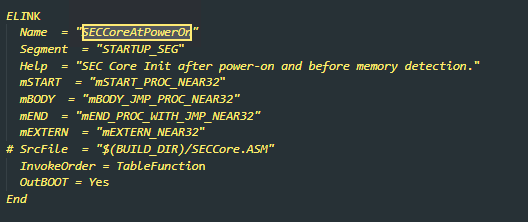 ELINK
Name = "SECCoreAtPowerOn"
Segment = "STARTUP_SEG"
Help = "SEC Core Init after power-on and before memory detection."
mSTART = "mSTART_PROC_NEAR32"
mBODY = "mBODY_JMP_PROC_NEAR32"
mEND = "mEND_PROC_WITH_JMP_NEAR32"
mEXTERN = "mEXTERN_NEAR32"
# SrcFile = "$(BUILD_DIR)/SECCore.ASM"
InvokeOrder = TableFunction
OutBOOT = Yes
End